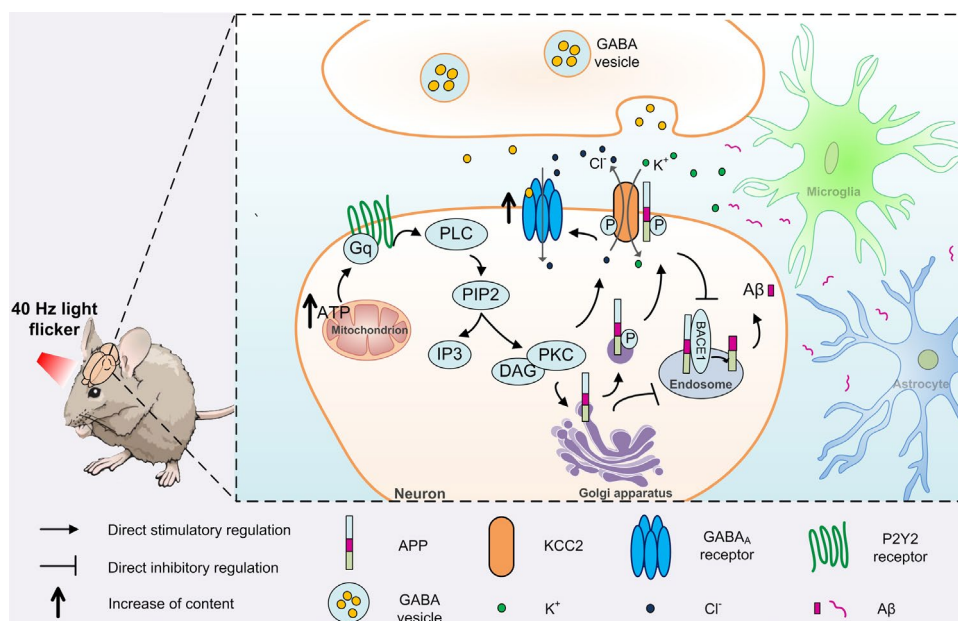 GABA
vesicle
Cl-
K+
Microglia
P
P
Gq
PLC
ATP
Mitochondrion
PIP2
IP3
DAG
PKC
P
Aβ
BACE1
Endosome
Astrocyte
40 Hz light
flicker
Neuron
Golgi apparatus
Direct stimulatory regulation
APP
KCC2
GABAA
receptor
P2Y2
receptor
Direct inhibitory regulation
Increase of content
GABA
vesicle
K+
Cl-
Aβ